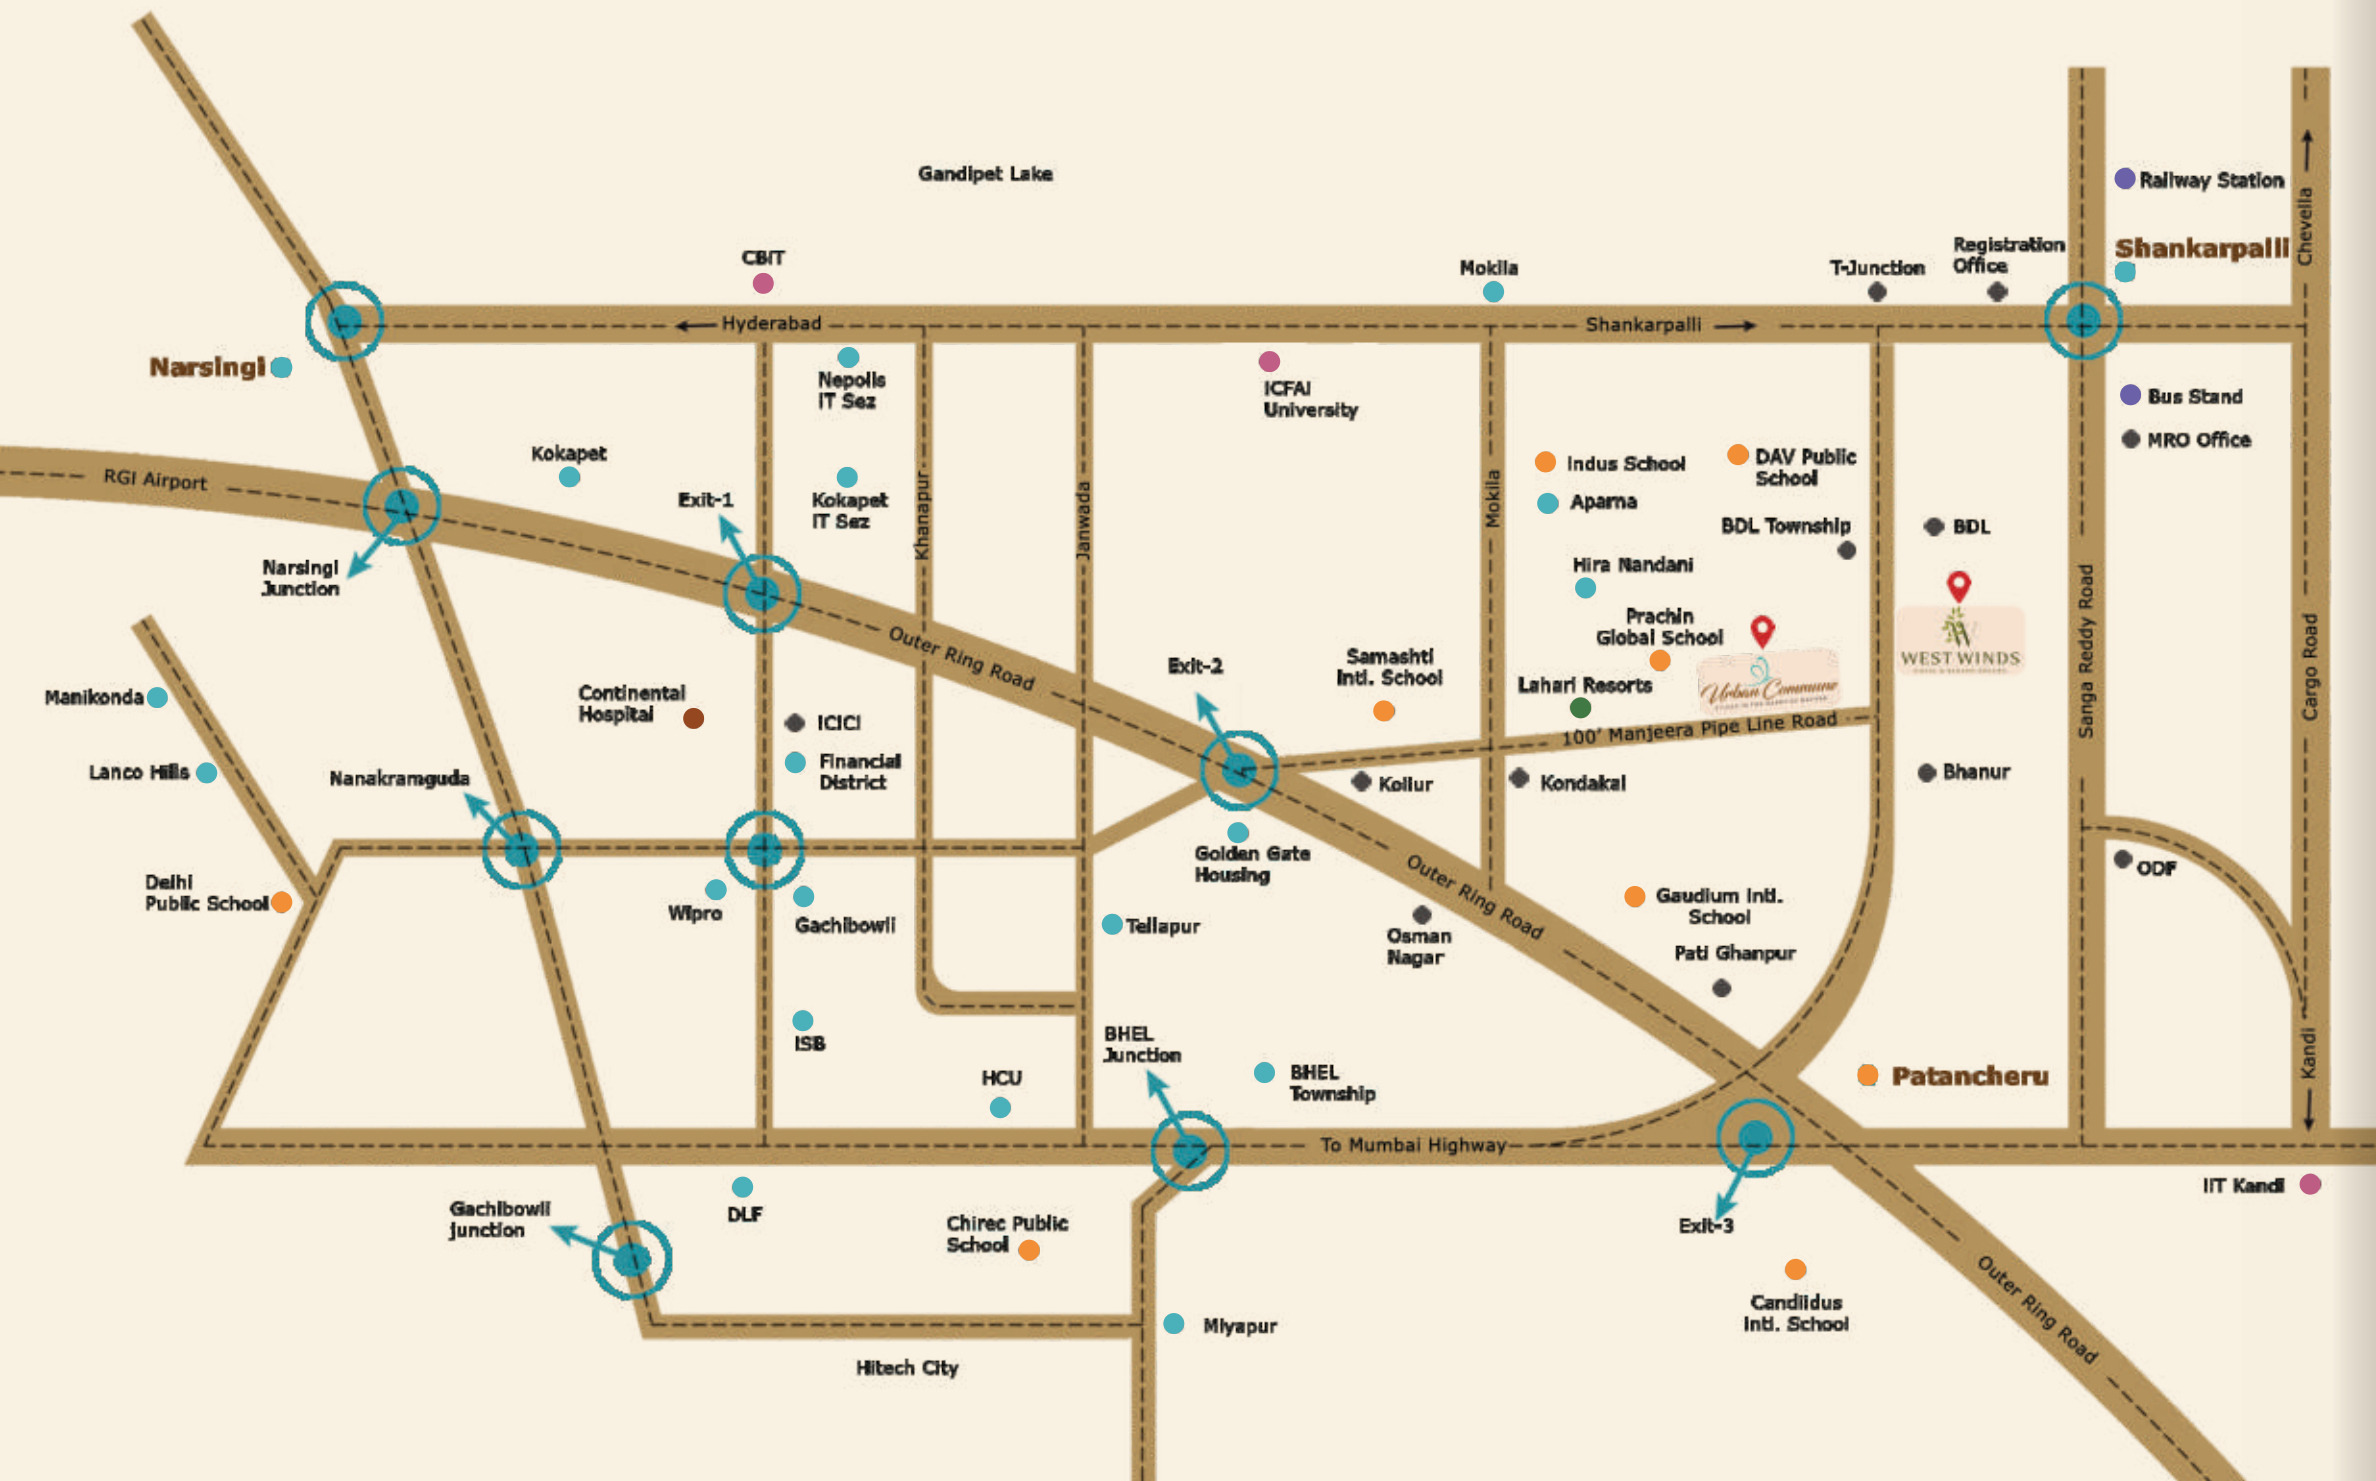 Gandipet Lake
Railway Station
Chevella
CBIT
Mokila
T-Junction
Registration
Office
Shankarpalli
Hyderabad
Shankarpalli
Narsingi
Nepolis
IT Sez
ICFAI
University
Bus Stand
MRO Office
RGI Airport
Kokapet
Exit-1
Kokapet
IT Sez
Khanapur
Janwada
Mokila
Indus School
Aparna
DAV Public
School
BDL Township
BDL
Narsingi
Junction
Hira Nandani
Prachin
Global School
Outer Ring Road
Exit-2
Samashti
Intl. School
Lahari Resorts
Urban Commune
WEST WINDS
Sanga Reddy Road
Cargo Road
Manikonda
Continental
Hospital
ICICI
Financial
District
100' Manjeera Pipe Line Road
Lanco Hills
Nanakramguda
Kollur
Kondakal
Bhanur
Golden Gate
Housing
Outer Ring Road
ODF
Delhi
Public School
Wipro
Gachibowli
Tellapur
Osman
Nagar
Gaudium Intl.
School
Pati Ghanpur
ISB
HCU
BHEL
Junction
BHEL
Township
Patancheru
Kandi
To Mumbai Highway
IIT Kandi
Gachibowli
junction
DLF
Chirec Public
School
Exit-3
Outer Ring Road
Candiidus
Intl. School
Miyapur
Hitech City